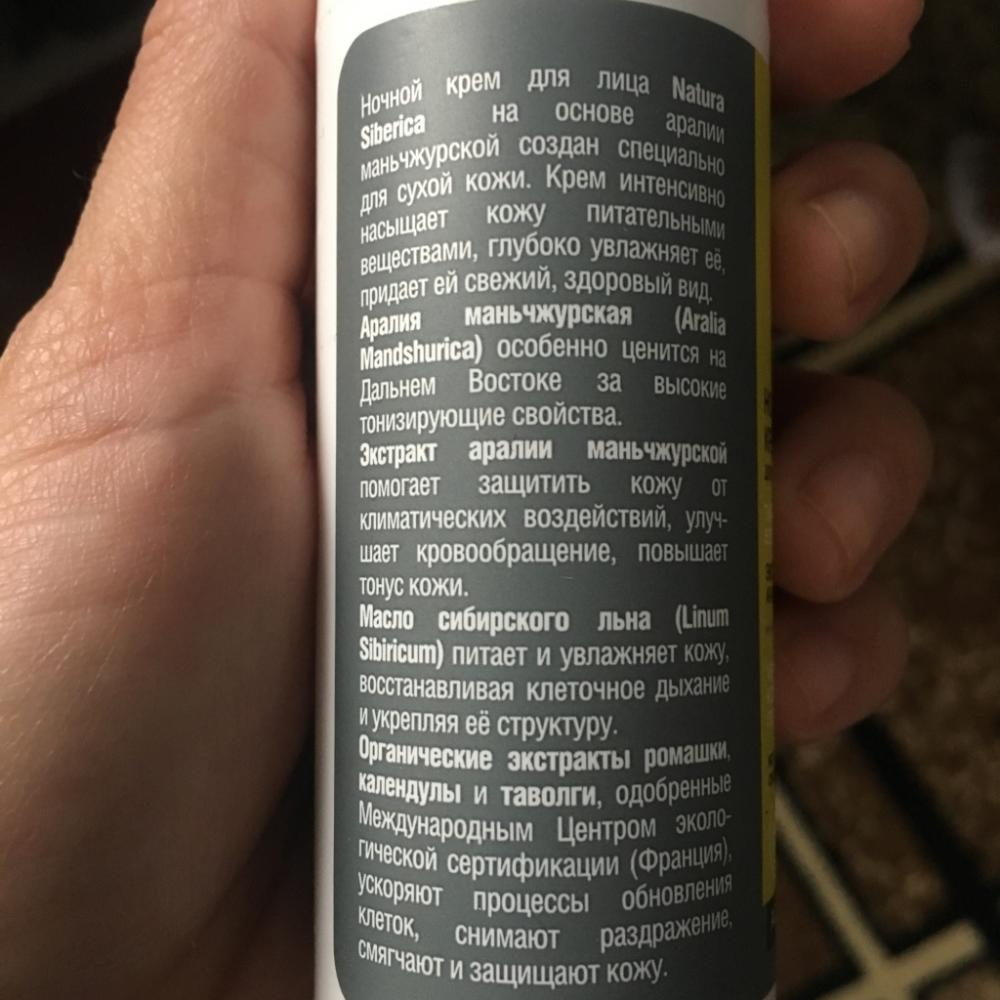 Ночной крем для лица Natura
Siberica на основе аралии
маньчжурской создан специально
для сухой кожи. Крем интенсивно
насыщает кожу питательными
веществами, глубоко увлажняет её,
придает ей свежий, здоровый вид.
Аралия маньчжурская (Aralia
Mandshurica) особенно ценится на
Дальнем Востоке за высокие
тонизирующие свойства.
Экстракт аралии маньчжурской
помогает защитить кожу от
климатических воздействий, улуч-
шает кровообращение, повышает
тонус кожи.
Масло сибирского льна (Linum
Sibiricum) питает и увлажняет кожу,
восстанавливая клеточное дыхание
и укрепляя её структуру.
Органические экстракты ромашки,
календулы и таволги, одобренные
Международным Центром эколо-
гической сертификации (Франция),
ускоряют процессы обновления
клеток, снимают раздражение,
смягчают и защищают кожу.